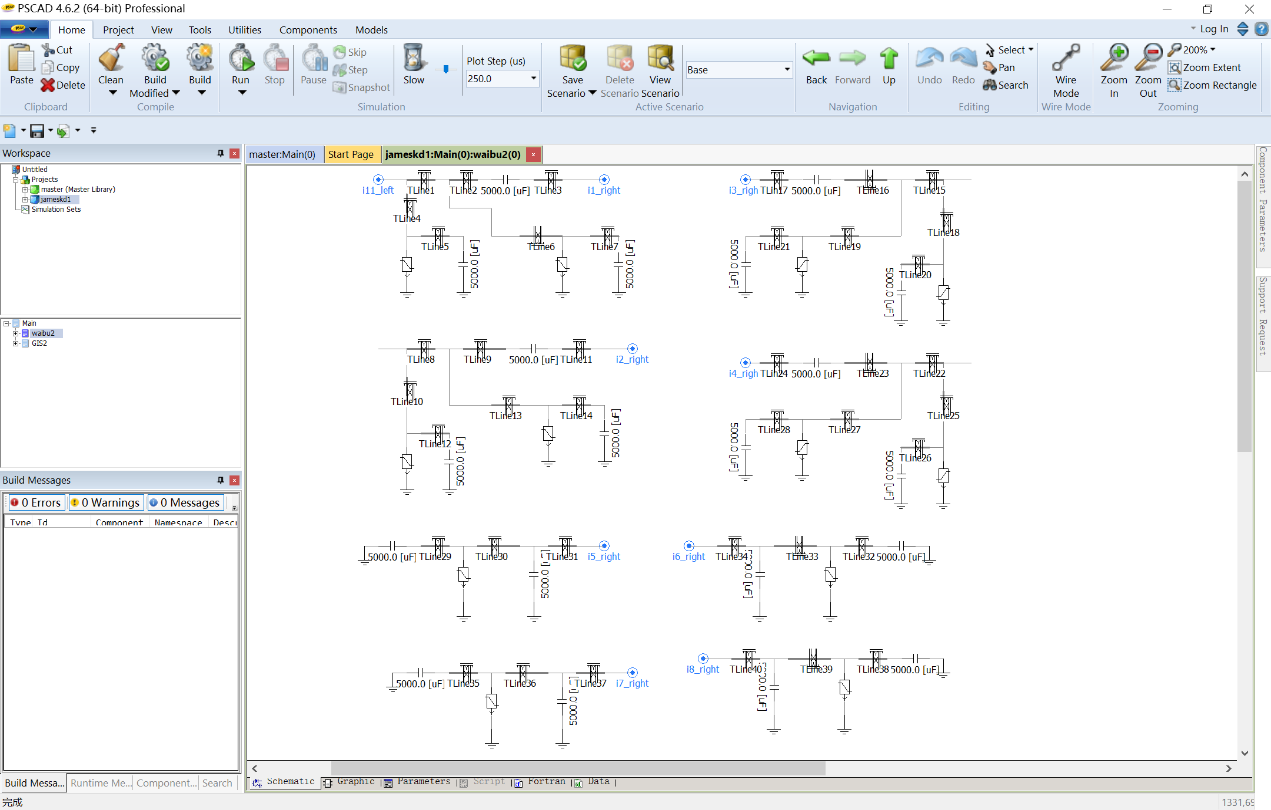 PSCAD 4.6.2 (64-bit) Professional
Home Project View Tools Utilities Components Models Log In
Paste Cut Copy Delete Clean Build Modified Build Run Stop Pause Skip Step Snapshot Slow Plot Step (us) 250.0 Save Scenario Delete Scenario View Scenario Base Back Forward Up Undo Redo Select Pan Search Wire Mode Zoom In Zoom Out 200% Zoom Extent Zoom Rectangle
Clipboard Compile Simulation Active Scenario Navigation Editing Wire Mode Zooming
Workspace
Untitled
Projects
master (Master Library)
jameskd1
Simulation Sets
Main
waibu2
GIS2
Build Messages
0 Errors 0 Warnings 0 Messages
Type Id Component Namespace Descr
Build Messa... Runtime Me... Component... Search
完成
master:Main(0) Start Page jameskd1:Main(0):waibu2(0)
i11_left TLine1 TLine2 5000.0 [uF] TLine3 i1_right
TLine4
TLine5 TLine6 TLine7
5000.0 [uF] 5000.0 [uF]
i3_righ TLin17 5000.0 [uF] TLine16 TLine15
TLine18
TLine21 TLine19
5000.0 [uF]
TLine20
5000.0 [uF]
TLine8 TLine9 5000.0 [uF] TLine11 i2_right
TLine10
TLine13 TLine14
TLine12
5000.0 [uF] 5000.0 [uF]
i4_righ TLin24 5000.0 [uF] TLine23 TLine22
TLine25
TLine28 TLine27
5000.0 [uF]
TLine26
5000.0 [uF]
5000.0 [uF] TLine29 TLine30 TLine31 i5_right
5000.0 [uF]
i6_right TLine34 TLine33 TLine32 5000.0 [uF]
5000.0 [uF] TLine35 TLine36 TLine37 i7_right
5000.0 [uF]
i8_right TLine40 TLine39 TLine38 5000.0 [uF]
Schematic Graphic Parameters Script Fortran Data
Component Parameters
Support Request